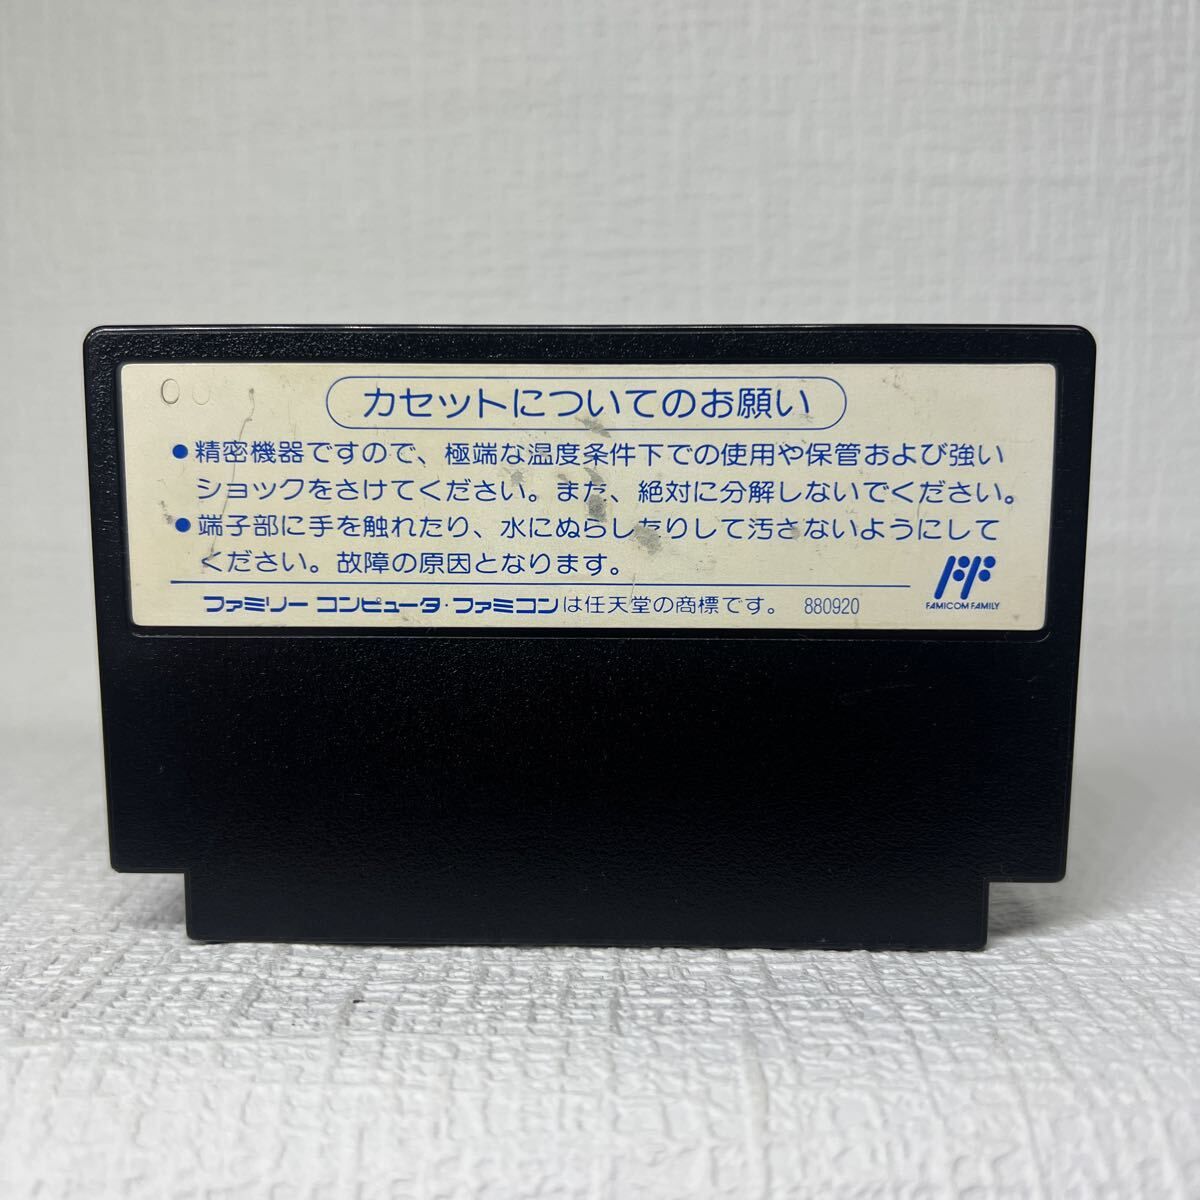 カセットについてのお願い
●精密機器ですので、極端な温度条件下での使用や保管および強い
ショックをさけてください。また、絶対に分解しないでください。
●端子部に手を触れたり、水にぬらしたりして汚さないようにして
ください。故障の原因となります。
ファミリーコンピュータ・ファミコンは任天堂の商標です。 880920
FAMICOM FAMILY